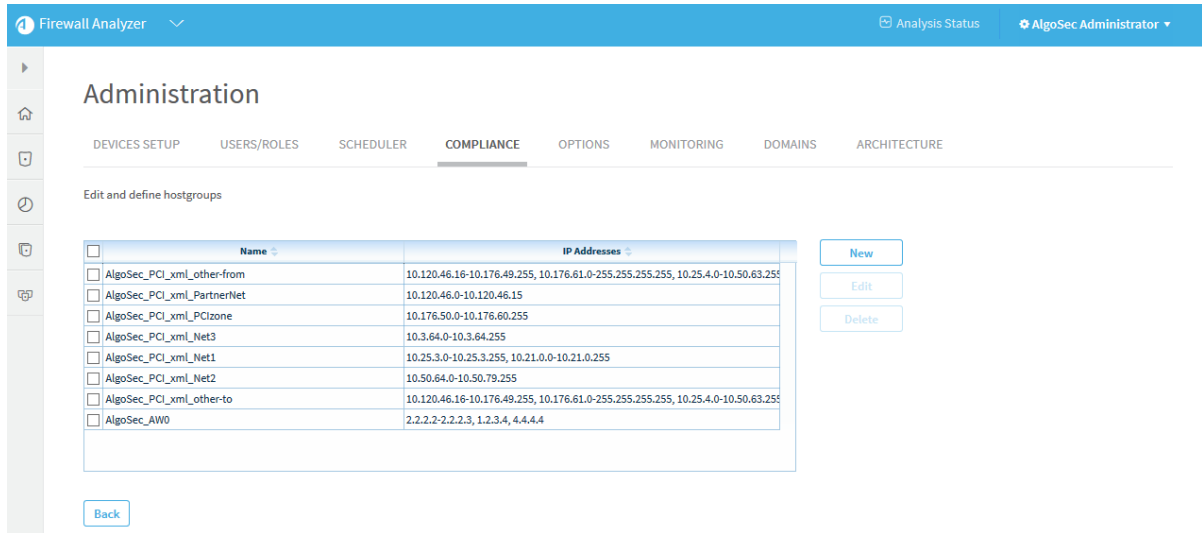 Firewall Analyzer Analysis Status AlgoSec Administrator
Administration
DEVICES SETUP USERS/ROLES SCHEDULER COMPLIANCE OPTIONS MONITORING DOMAINS ARCHITECTURE
Edit and define hostgroups
Name IP Addresses New
AlgoSec_PCI_xml_other-from 10.120.46.16-10.176.49.255, 10.176.61.0-255.255.255.255, 10.25.4.0-10.50.63.255
Edit
AlgoSec_PCI_xml_PartnerNet 10.120.46.0-10.120.46.15
AlgoSec_PCI_xml_PCIzone 10.176.50.0-10.176.60.255 Delete
AlgoSec_PCI_xml_Net3 10.3.64.0-10.3.64.255
AlgoSec_PCI_xml_Net1 10.25.3.0-10.25.3.255, 10.21.0.0-10.21.0.255
AlgoSec_PCI_xml_Net2 10.50.64.0-10.50.79.255
AlgoSec_PCI_xml_other-to 10.120.46.16-10.176.49.255, 10.176.61.0-255.255.255.255, 10.25.4.0-10.50.63.255
AlgoSec_AW0 2.2.2.2-2.2.2.3, 1.2.3.4, 4.4.4.4
Back